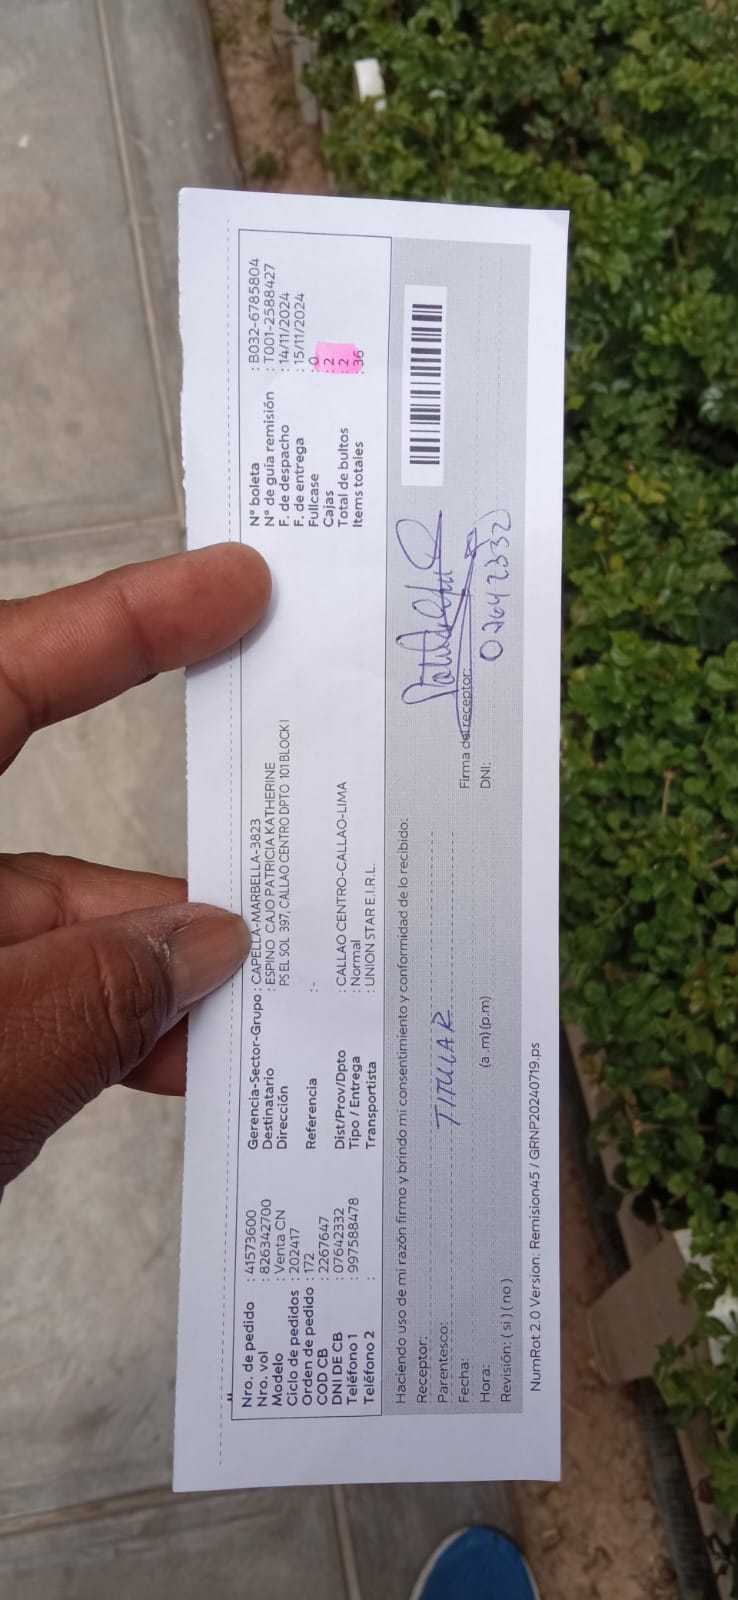 Nro. de pedido : 41573600
Nro. vol : 826342700
Modelo : Venta CN
Ciclo de pedidos : 202417
Orden de pedido : 172
COD CB : 2267647
DNI DE CB : 07642332
Teléfono 1 : 997588478
Teléfono 2 :
Gerencia-Sector-Grupo : CAPELLA-MARBELLA-3823
Destinatario : ESPINO CAJO PATRICIA KATHERINE
Dirección PS EL SOL 397, CALLAO CENTRO DPTO 101 BLOCK I
Referencia :-
Dist/Prov/Dpto : CALLAO CENTRO-CALLAO-LIMA
Tipo / Entrega : Normal
Transportista : UNION STAR E.I.R.L.
Nº boleta : B032-6785804
Nº de guía remisión : T001-2588427
F. de despacho : 14/11/2024
F. de entrega : 15/11/2024
Fullcase : 0
Cajas : 2
Total de bultos : 2
Items totales : 36
Haciendo uso de mi razón firmo y brindo mi consentimiento y conformidad de lo recibido:
Receptor:
Parentesco: TITULAR
Fecha:
Hora: (a .m) (p.m)
Revisión: ( si ) ( no )
Firma del receptor:
DNI: 07642332
NumRot 2.0 Version: Remision45 / GRNP20240719.ps